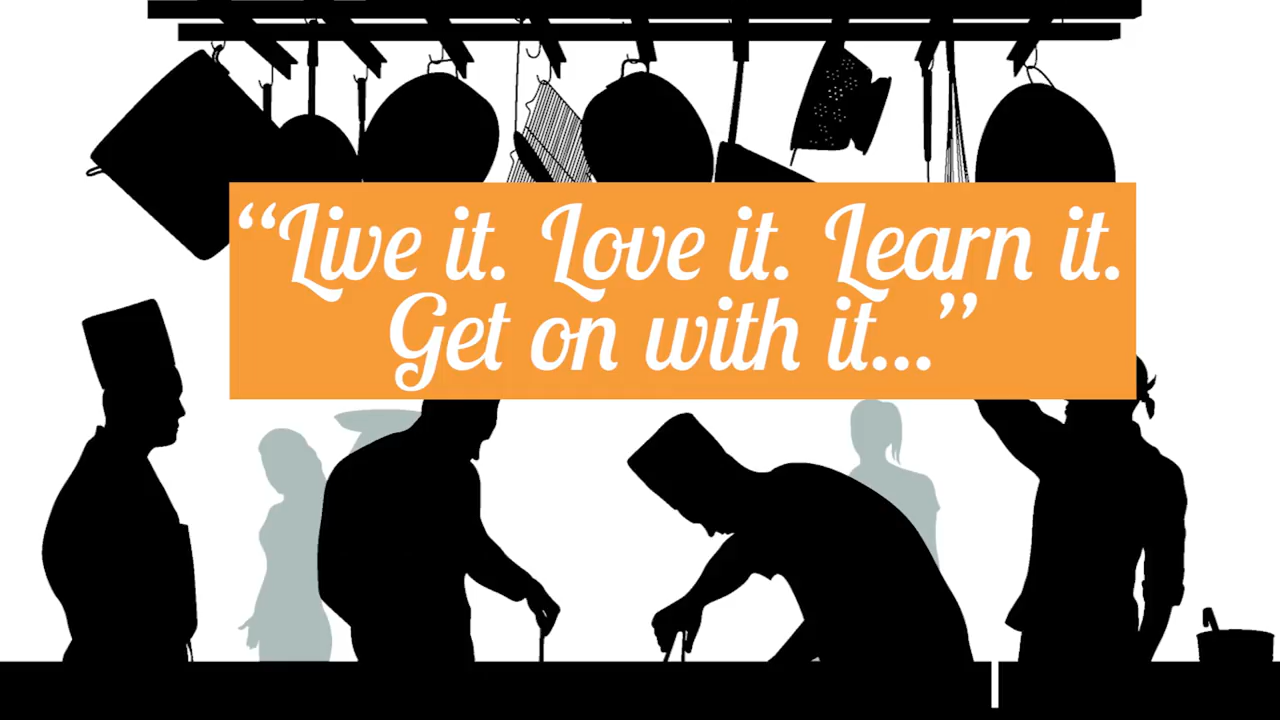 “Live it. Love it. Learn it.
Get on with it...”